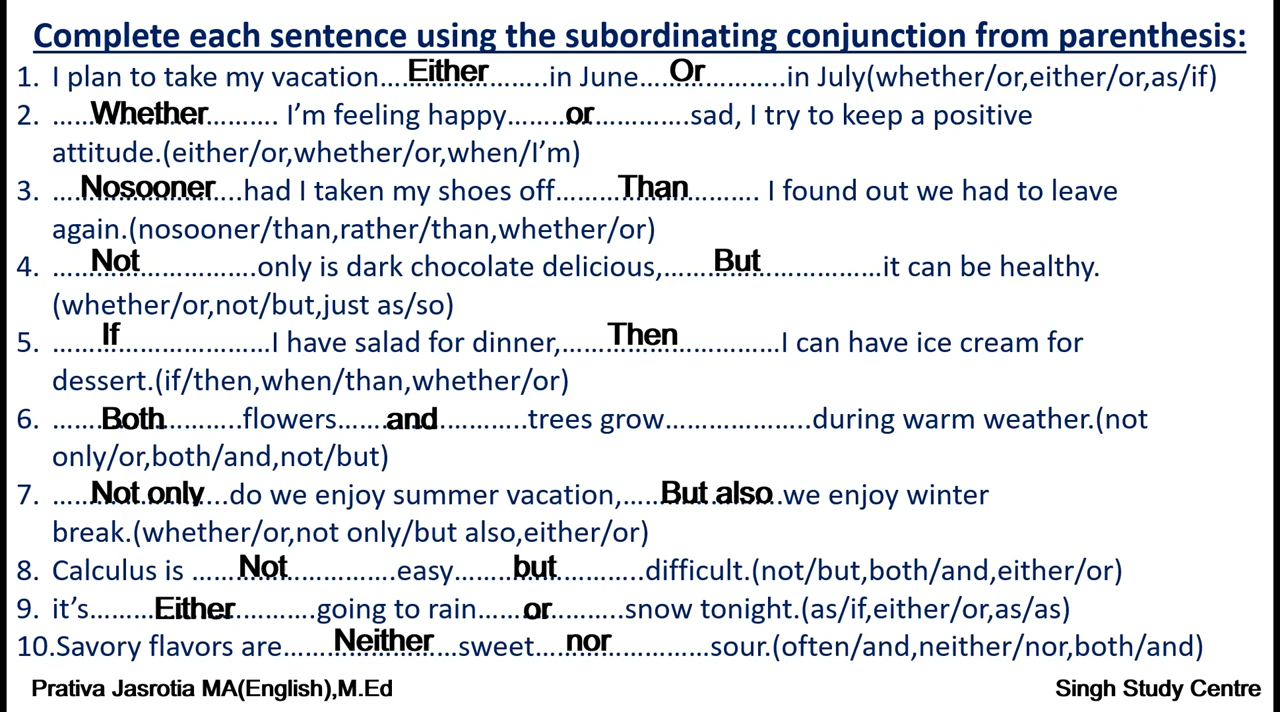 Complete each sentence using the subordinating conjunction from parenthesis:
1. I plan to take my vacation...Either...in June...Or...in July(whether/or,either/or,as/if)
2. ...Whether... I’m feeling happy...or...sad, I try to keep a positive
attitude.(either/or,whether/or,when/I’m)
3. ...Nosooner...had I taken my shoes off...Than... I found out we had to leave
again.(nosooner/than,rather/than,whether/or)
4. ...Not...only is dark chocolate delicious,...But...it can be healthy.
(whether/or,not/but,just as/so)
5. ...If...I have salad for dinner,...Then...I can have ice cream for
dessert.(if/then,when/than,whether/or)
6. ...Both...flowers...and...trees grow...during warm weather.(not
only/or,both/and,not/but)
7. ...Not only...do we enjoy summer vacation,...But also...we enjoy winter
break.(whether/or,not only/but also,either/or)
8. Calculus is ...Not...easy...but...difficult.(not/but,both/and,either/or)
9. it’s...Either...going to rain...or...snow tonight.(as/if,either/or,as/as)
10.Savory flavors are...Neither...sweet...nor...sour.(often/and,neither/nor,both/and)
Prativa Jasrotia MA(English),M.Ed
Singh Study Centre